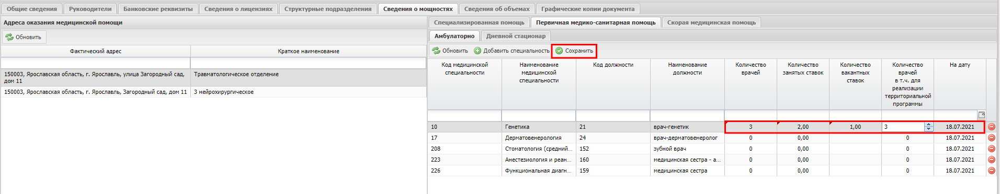 Общие сведения Руководители Банковские реквизиты Сведения о лицензиях Структурные подразделения Сведения о мощностях Сведения об объемах Графические копии документа
Адреса оказания медицинской помощи
Обновить
Фактический адрес Краткое наименование
150003, Ярославская область, г. Ярославль, улица Загородный сад,
дом 11
Травматологическое отделение
150003, Ярославская область, г. Ярославль, Загородный сад, дом 11 3 нейрохирургическое
Специализированная помощь Первичная медико-санитарная помощь Скорая медицинская помощь
Амбулаторно Дневной стационар
Обновить Добавить специальность Сохранить
Код медицинской
специальности
Наименование
медицинской
специальности
Код должности
Наименование
должности
Количество
врачей
Количество
занятых ставок
Количество
вакантных
ставок
Количество
врачей
в т.ч. для
реализации
территориальной
программы
На дату
10 Генетика 21 врач-генетик 3 2,00 1,00 3 18.07.2021
17 Дерматовенерология 24 врач-дерматовенеролог 0 0,00 0 18.07.2021
208 Стоматология (средний... 152 зубной врач 0 0,00 0 18.07.2021
223 Анестезиология и реан... 160 медицинская сестра - а... 0 0,00 0 18.07.2021
226 Функциональная диагн... 159 медицинская сестра 0 0,00 0 18.07.2021